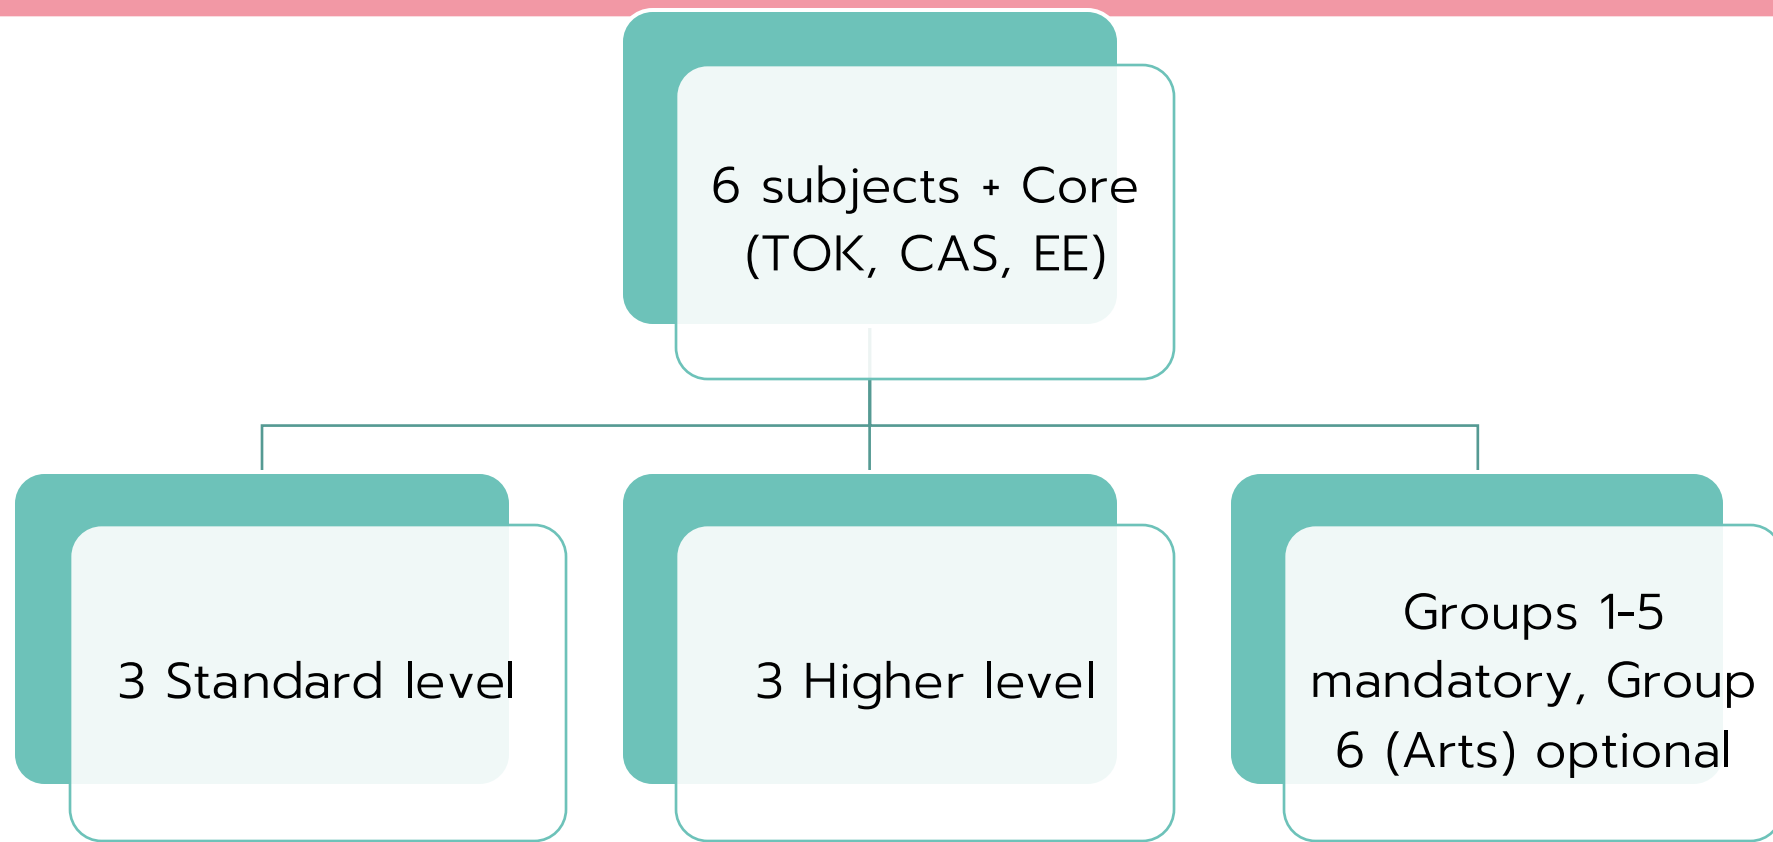 6 subjects + Core
(TOK, CAS, EE)
3 Standard level
3 Higher level
Groups 1-5
mandatory, Group
6 (Arts) optional